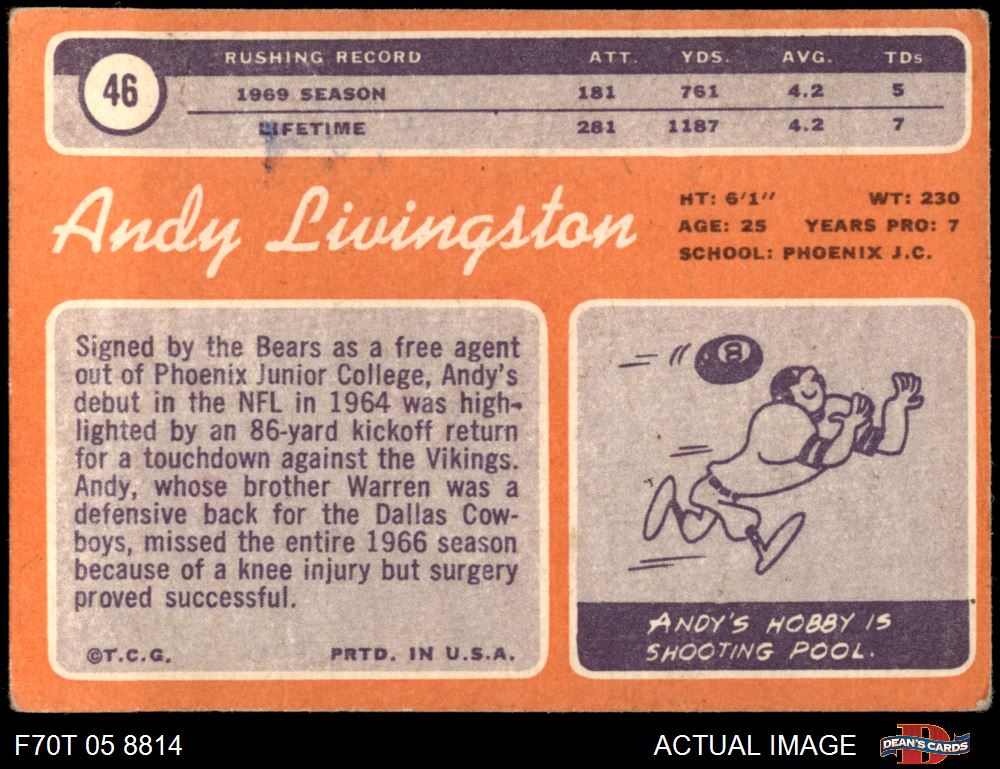 46
RUSHING RECORD ATT. YDS. AVG. TDs
1969 SEASON 181 761 4.2 5
LIFETIME 281 1187 4.2 7
Andy Livingston
HT: 6'1" WT: 230
AGE: 25 YEARS PRO: 7
SCHOOL: PHOENIX J.C.
Signed by the Bears as a free agent
out of Phoenix Junior College, Andy's
debut in the NFL in 1964 was high-
lighted by an 86-yard kickoff return
for a touchdown against the Vikings.
Andy, whose brother Warren was a
defensive back for the Dallas Cow-
boys, missed the entire 1966 season
because of a knee injury but surgery
proved successful.
©T.C.G. PRTD. IN U.S.A.
8
ANDY'S HOBBY IS
SHOOTING POOL.
F70T 05 8814
ACTUAL IMAGE
D
DEAN'S CARDS